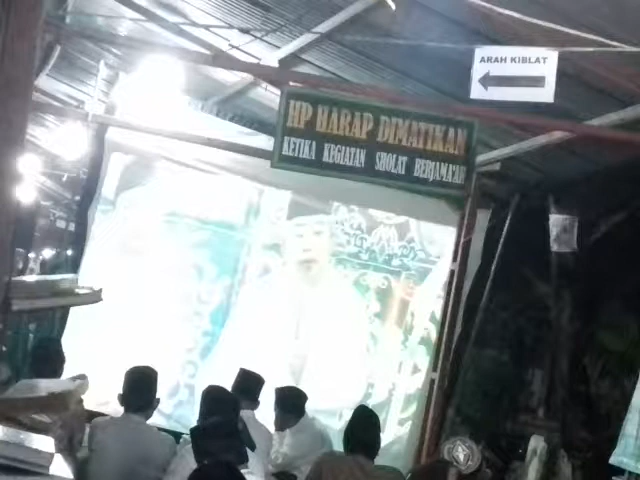 ARAH KIBLAT
HP HARAP DIMATIKAN
KETIKA KEGIATAN SHOLAT BERJAMA'AH